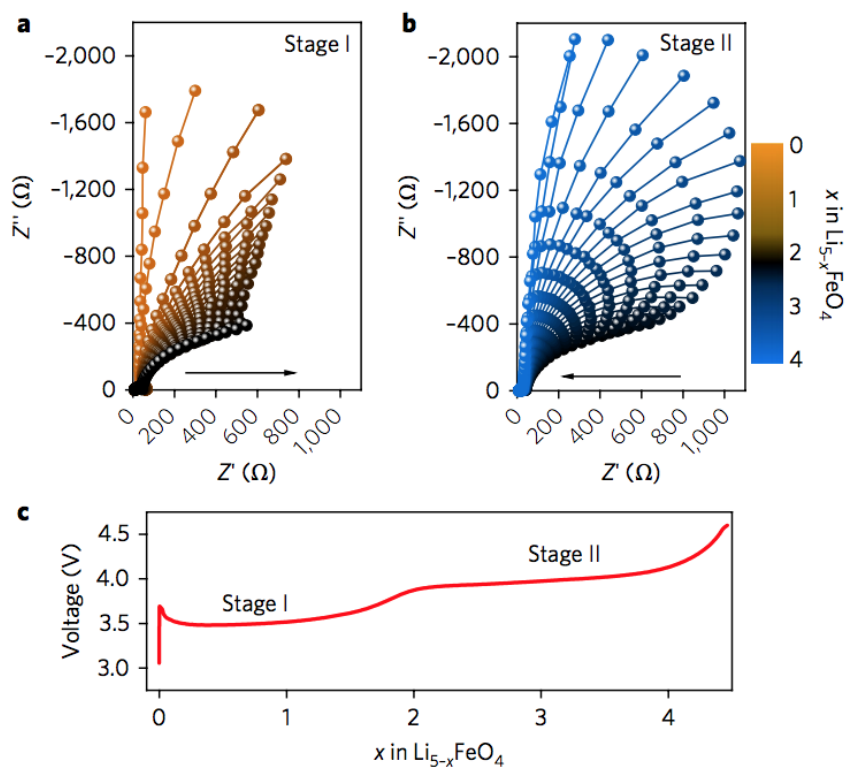 a
Stage I
–2,000
–1,600
–1,200
–800
–400
0
Z″ (Ω)
0
200
400
600
800
1,000
Z′ (Ω)
b
Stage II
–2,000
–1,600
–1,200
–800
–400
0
Z″ (Ω)
0
200
400
600
800
1,000
Z′ (Ω)
0
1
2
3
4
x in Li₅₋ₓFeO₄
c
4.5
4.0
3.5
3.0
Voltage (V)
Stage I
Stage II
0
1
2
3
4
x in Li₅₋ₓFeO₄